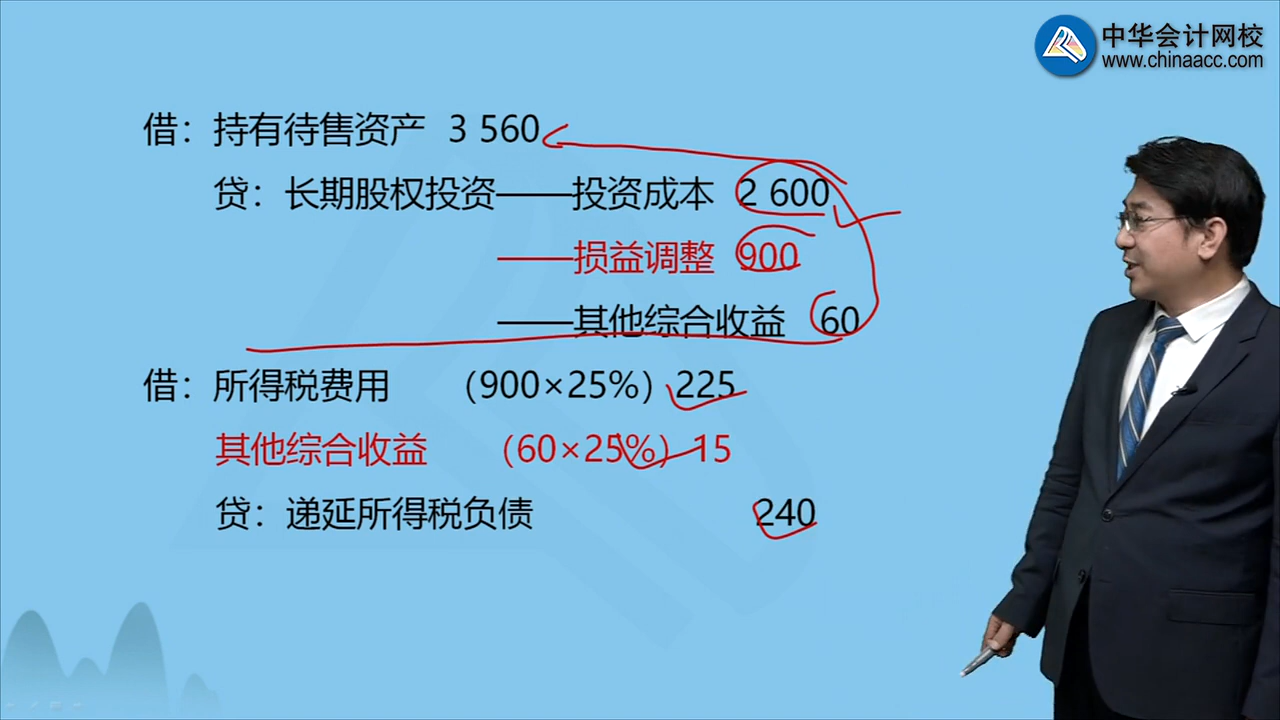 中华会计网校
www.chinaacc.com
借：持有待售资产 3 560
贷：长期股权投资——投资成本 2 600
——损益调整 900
——其他综合收益 60
借：所得税费用 （900×25%）225
其他综合收益 （60×25%）15
贷：递延所得税负债 240